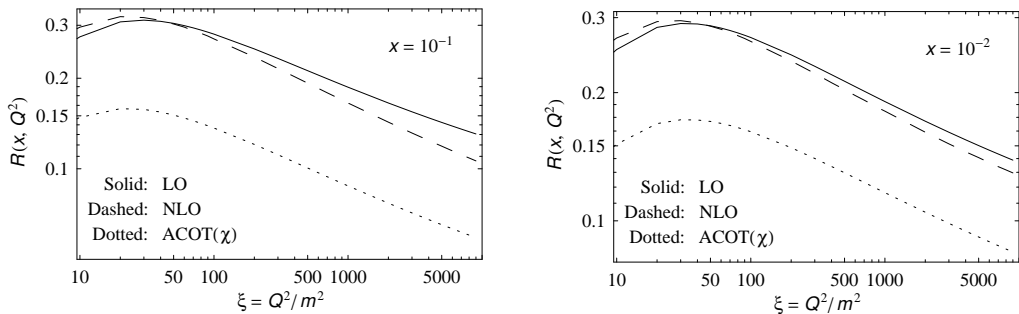 R(x, Q²)
0.3
0.2
0.15
0.1
x = 10⁻¹
Solid: LO
Dashed: NLO
Dotted: ACOT(χ)
10 50 100 500 1000 5000
ξ = Q²/m²
R(x, Q²)
0.3
0.2
0.15
0.1
x = 10⁻²
Solid: LO
Dashed: NLO
Dotted: ACOT(χ)
10 50 100 500 1000 5000
ξ = Q²/m²